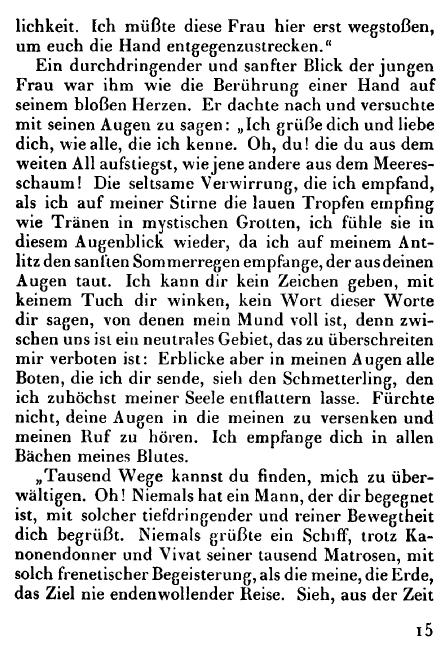 lichkeit. Ich müßte diese Frau hier erst wegstoßen,
um euch die Hand entgegenzustrecken.“
Ein durchdringender und sanfter Blick der jungen
Frau war ihm wie die Berührung einer Hand auf
seinem bloßen Herzen. Er dachte nach und versuchte
mit seinen Augen zu sagen: „Ich grüße dich und liebe
dich, wie alle, die ich kenne. Oh, du! die du aus dem
weiten All aufstiegst, wie jene andere aus dem Meeres-
schaum! Die seltsame Verwirrung, die ich empfand,
als ich auf meiner Stirne die lauen Tropfen empfing
wie Tränen in mystischen Grotten, ich fühle sie in
diesem Augenblick wieder, da ich auf meinem Ant-
litz den sanften Sommerregen empfange, der aus deinen
Augen taut. Ich kann dir kein Zeichen geben, mit
keinem Tuch dir winken, kein Wort dieser Worte
dir sagen, von denen mein Mund voll ist, denn zwi-
schen uns ist ein neutrales Gebiet, das zu überschreiten
mir verboten ist: Erblicke aber in meinen Augen alle
Boten, die ich dir sende, sieh den Schmetterling, den
ich zuhöchst meiner Seele entflattern lasse. Fürchte
nicht, deine Augen in die meinen zu versenken und
meinen Ruf zu hören. Ich empfange dich in allen
Bächen meines Blutes.
„Tausend Wege kannst du finden, mich zu über-
wältigen. Oh! Niemals hat ein Mann, der dir begegnet
ist, mit solcher tiefdringender und reiner Bewegtheit
dich begrüßt. Niemals grüßte ein Schiff, trotz Ka-
nonendonner und Vivat seiner tausend Matrosen, mit
solch frenetischer Begeisterung, als die meine, die Erde,
das Ziel nie endenwollender Reise. Sieh, aus der Zeit
15